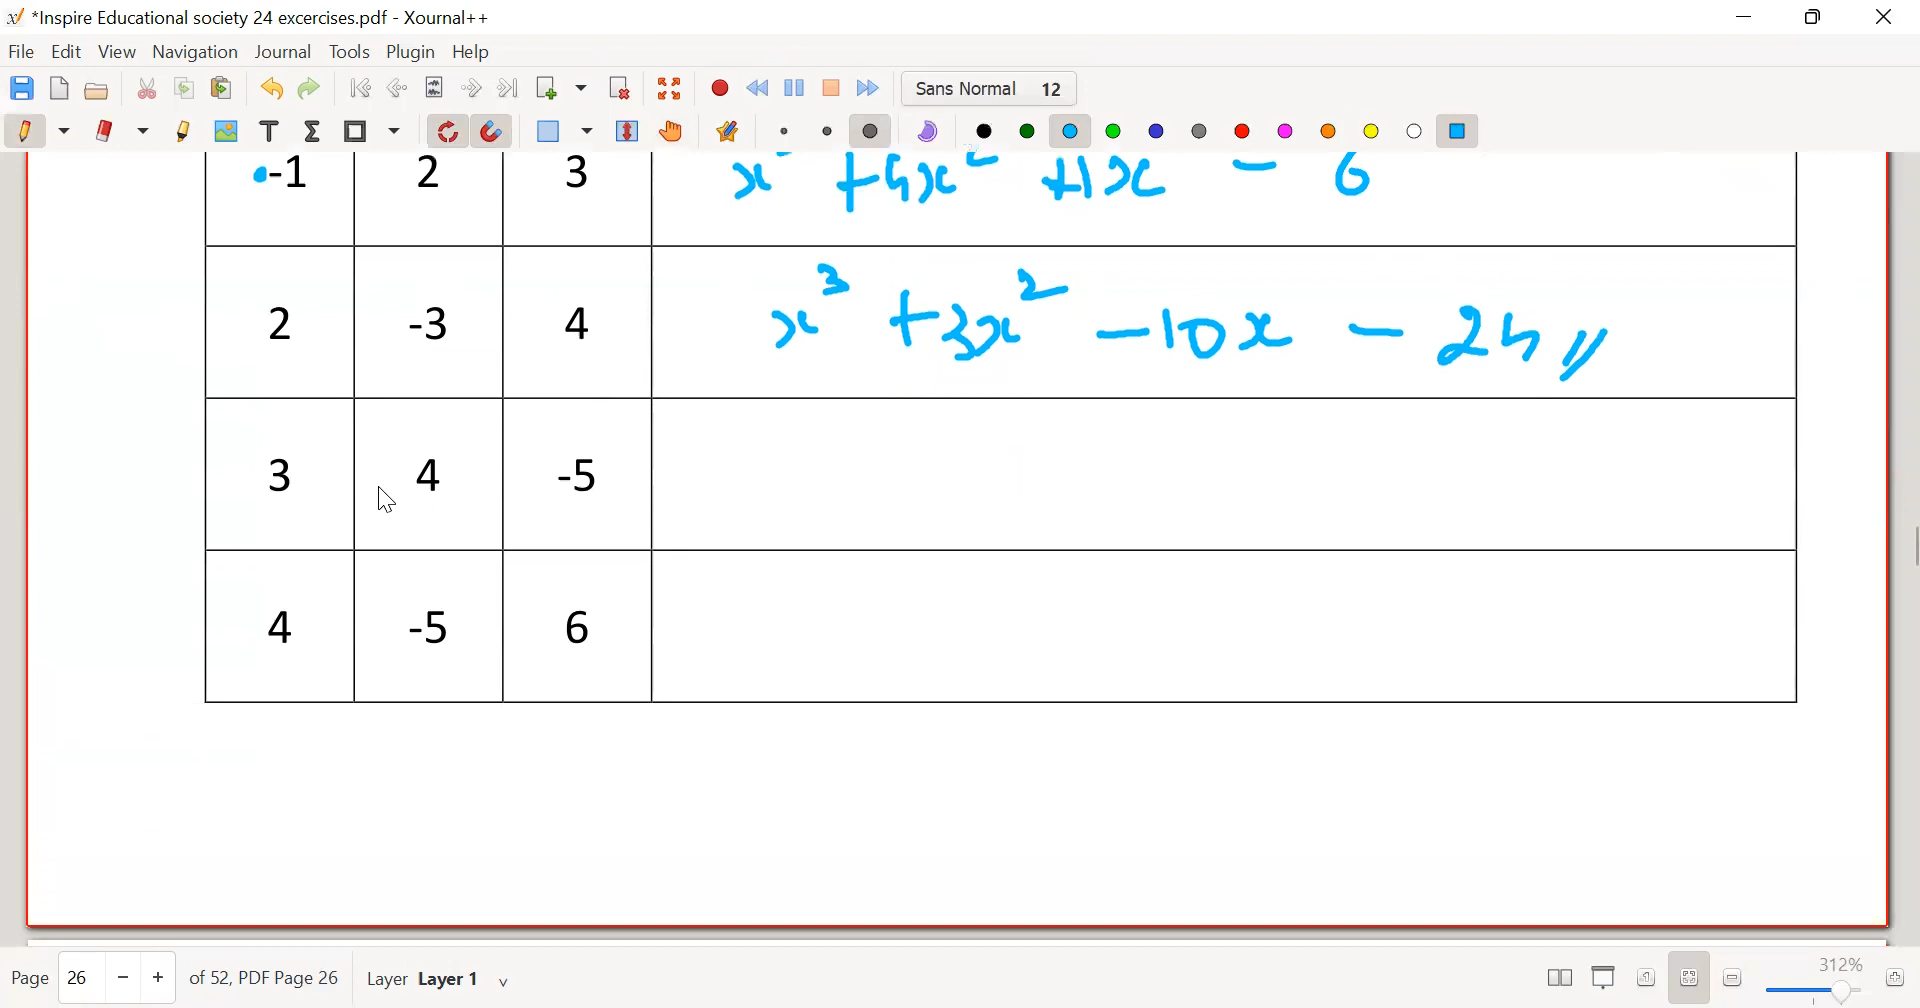 *Inspire Educational society 24 excercises.pdf - Xournal++
File Edit View Navigation Journal Tools Plugin Help
Sans Normal 12
-1 2 3 x² +4x² +1x - 6
2 -3 4 x³ +3x² -10x - 24
3 4 -5
4 -5 6
Page 26 - + of 52, PDF Page 26 Layer Layer 1 312%